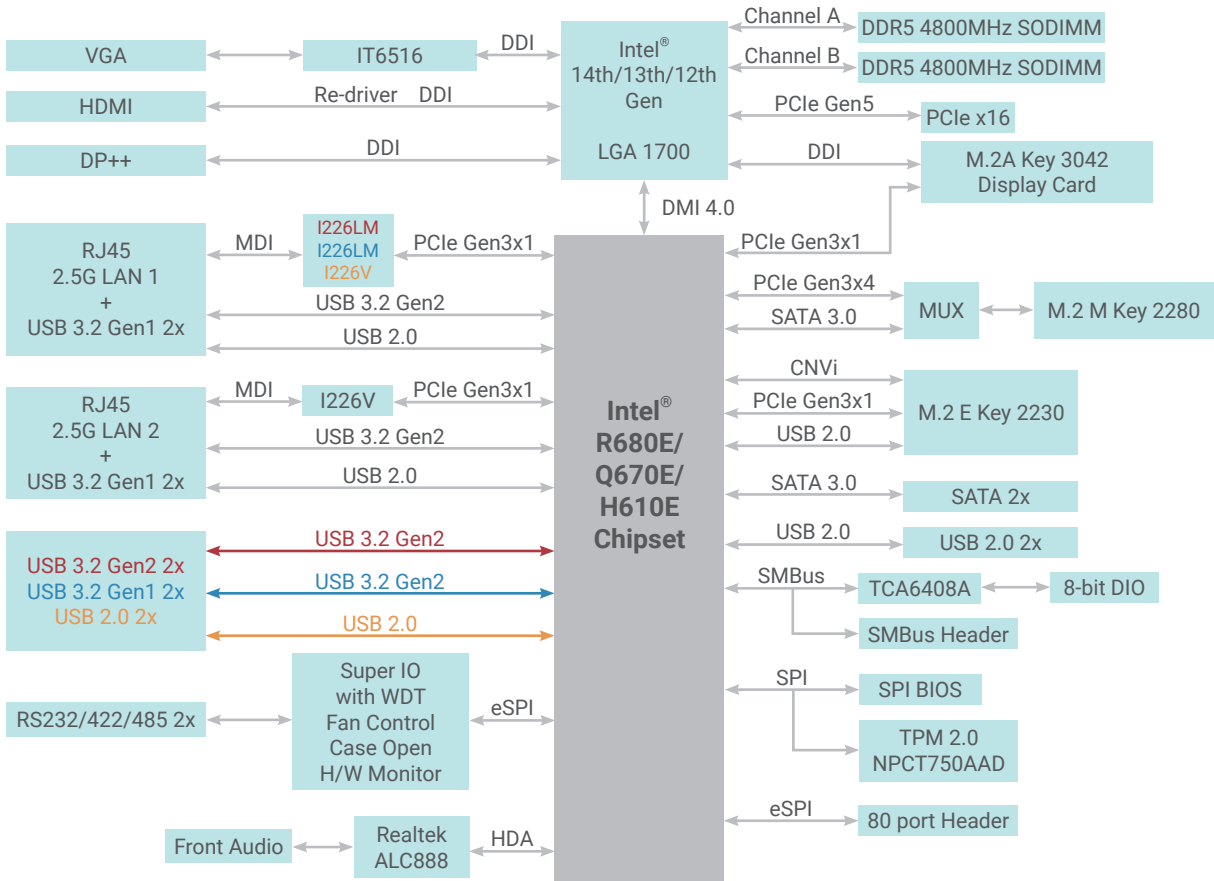 VGA
IT6516
DDI
HDMI
Re-driver DDI
DP++
DDI
Intel®
14th/13th/12th
Gen
LGA 1700
Channel A
DDR5 4800MHz SODIMM
Channel B
DDR5 4800MHz SODIMM
PCIe Gen5
PCIe x16
DDI
M.2A Key 3042
Display Card
DMI 4.0
PCIe Gen3x1
RJ45
2.5G LAN 1
+
USB 3.2 Gen1 2x
MDI
I226LM
I226LM
I226V
PCIe Gen3x1
USB 3.2 Gen2
USB 2.0
RJ45
2.5G LAN 2
+
USB 3.2 Gen1 2x
MDI
I226V
PCIe Gen3x1
USB 3.2 Gen2
USB 2.0
USB 3.2 Gen2 2x
USB 3.2 Gen1 2x
USB 2.0 2x
USB 3.2 Gen2
USB 3.2 Gen2
USB 2.0
RS232/422/485 2x
Super IO
with WDT
Fan Control
Case Open
H/W Monitor
eSPI
Front Audio
Realtek
ALC888
HDA
Intel®
R680E/
Q670E/
H610E
Chipset
PCIe Gen3x4
SATA 3.0
MUX
M.2 M Key 2280
CNVi
PCIe Gen3x1
USB 2.0
M.2 E Key 2230
SATA 3.0
SATA 2x
USB 2.0
USB 2.0 2x
SMBus
TCA6408A
8-bit DIO
SMBus Header
SPI
SPI BIOS
TPM 2.0
NPCT750AAD
eSPI
80 port Header